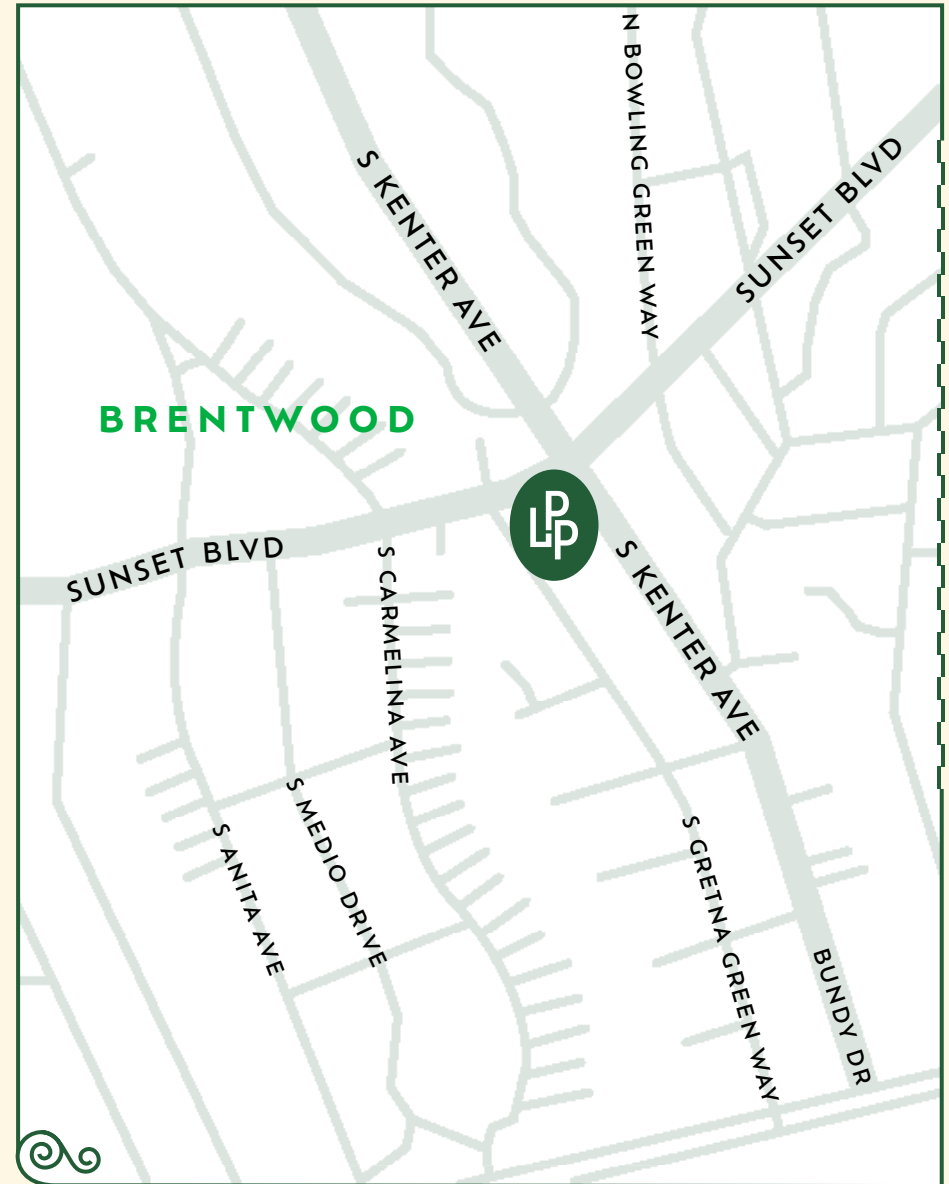 N BOWLING GREEN WAY
S KENTER AVE
SUNSET BLVD
BRENTWOOD
LPP
SUNSET BLVD
S CARMELINA AVE
S KENTER AVE
S MEDIO DRIVE
S ANITA AVE
S GRETNA GREEN WAY
BUNDY DR